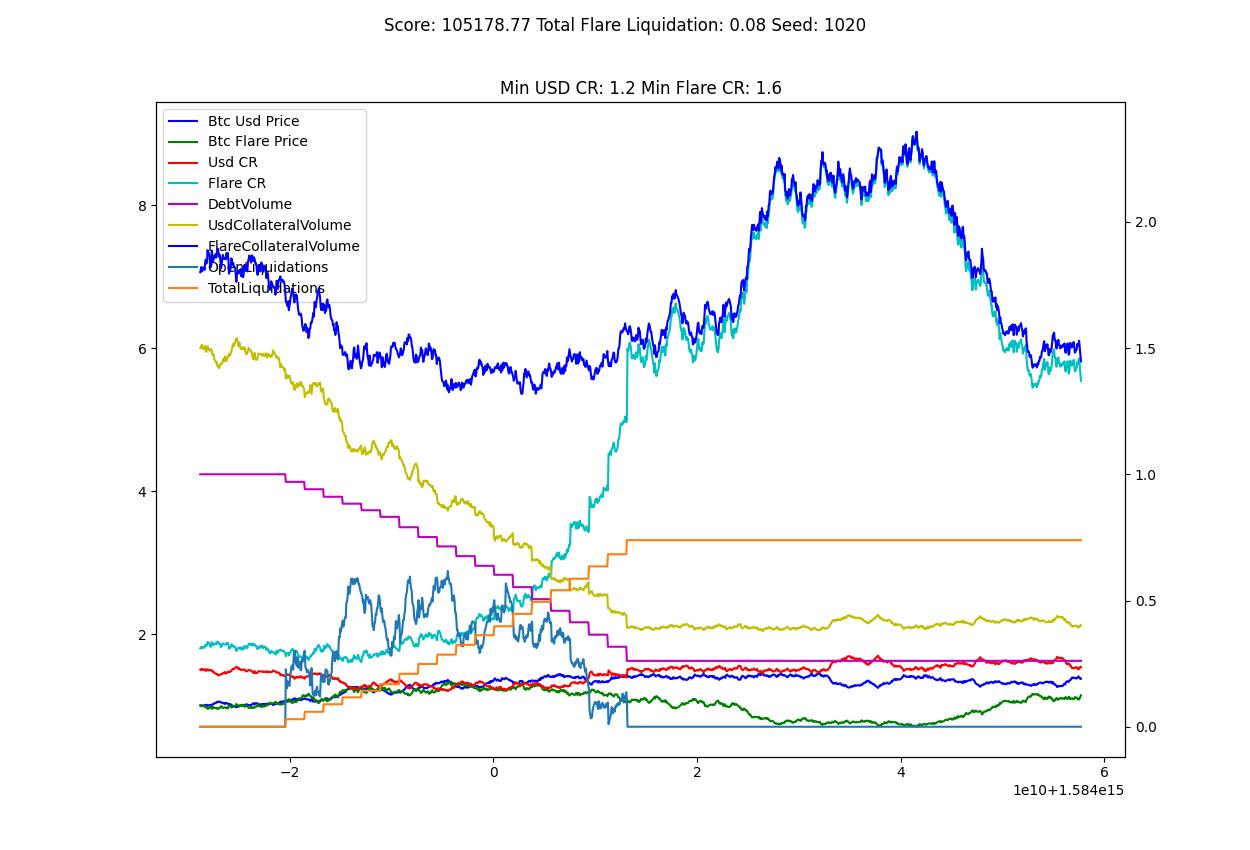 Score: 105178.77 Total Flare Liquidation: 0.08 Seed: 1020
Min USD CR: 1.2 Min Flare CR: 1.6
Btc Usd Price
Btc Flare Price
Usd CR
Flare CR
DebtVolume
UsdCollateralVolume
FlareCollateralVolume
OpenLiquidations
TotalLiquidations
8
6
4
2
2.0
1.5
1.0
0.5
0.0
−2
0
2
4
6
1e10+1.584e15